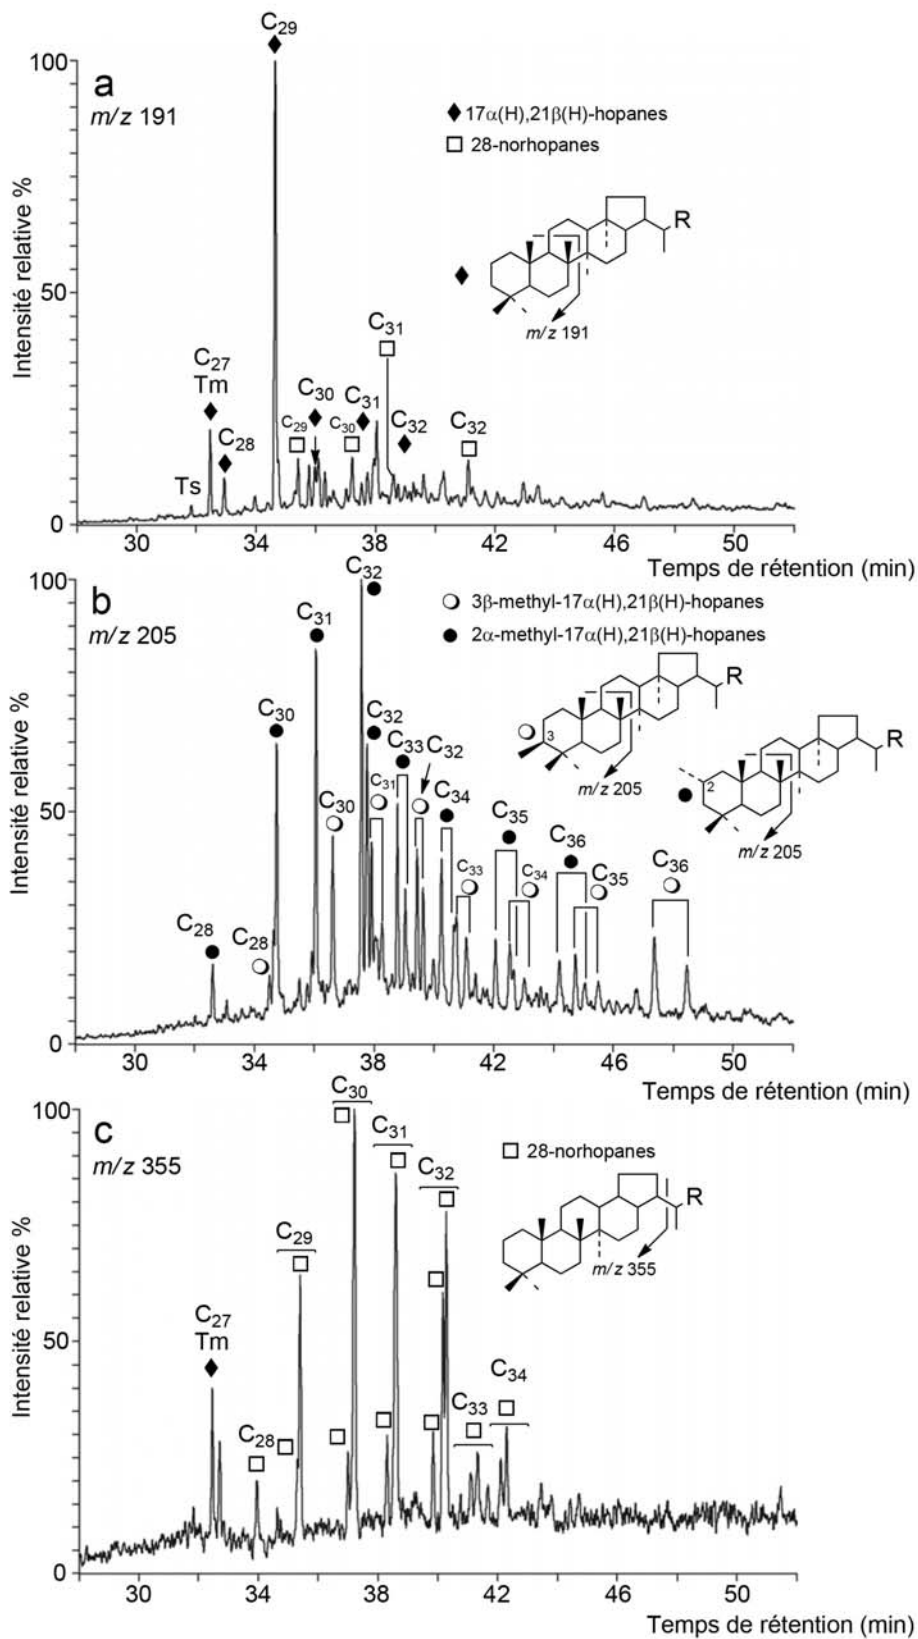 C29
100
a
m/z 191
17α(H),21β(H)-hopanes
28-norhopanes
R
m/z 191
Intensité relative %
50
C31
C27
Tm
C30
C31
C28
C29
C30
C32
C32
Ts
0
30
34
38
42
46
50
Temps de rétention (min)
C32
100
b
m/z 205
3β-methyl-17α(H),21β(H)-hopanes
2α-methyl-17α(H),21β(H)-hopanes
C31
R
C30
C32
3
C33
C32
m/z 205
R
2
C31
C34
C30
m/z 205
Intensité relative %
50
C35
C36
C33
C34
C35
C36
C28
C28
0
30
34
38
42
46
50
Temps de rétention (min)
C30
100
c
m/z 355
C31
28-norhopanes
C32
R
C29
m/z 355
Intensité relative %
C27
Tm
50
C34
C33
C28
0
30
34
38
42
46
50
Temps de rétention (min)